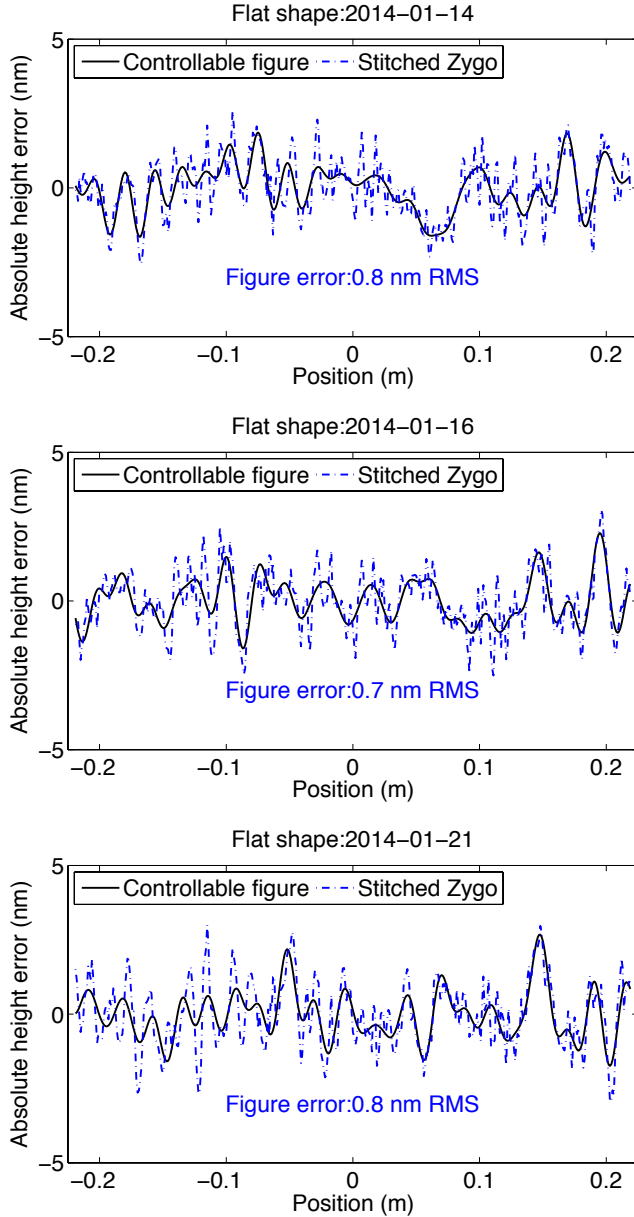 Flat shape:2014−01−14
Controllable figure Stitched Zygo
Absolute height error (nm)
0
−5
Figure error:0.8 nm RMS
−0.2 −0.1 0 0.1 0.2
Position (m)
Flat shape:2014−01−16
5
Controllable figure Stitched Zygo
Absolute height error (nm)
0
−5
Figure error:0.7 nm RMS
−0.2 −0.1 0 0.1 0.2
Position (m)
Flat shape:2014−01−21
5
Controllable figure Stitched Zygo
Absolute height error (nm)
0
−5
Figure error:0.8 nm RMS
−0.2 −0.1 0 0.1 0.2
Position (m)